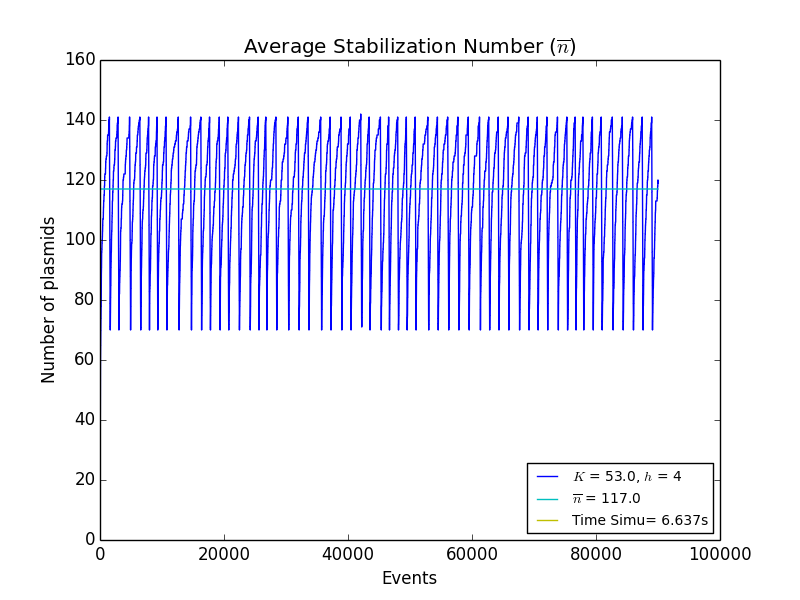 Average Stabilization Number (n̅)
160
140
120
100
80
60
40
20
0
Number of plasmids
0 20000 40000 60000 80000 100000
Events
K = 53.0, h = 4
n̅ = 117.0
Time Simu= 6.637s